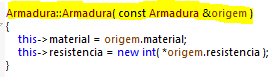 Armadura::Armadura( const Armadura &origem )
{
this->material = origem.material;
this->resistencia = new int( *origem.resistencia );
}